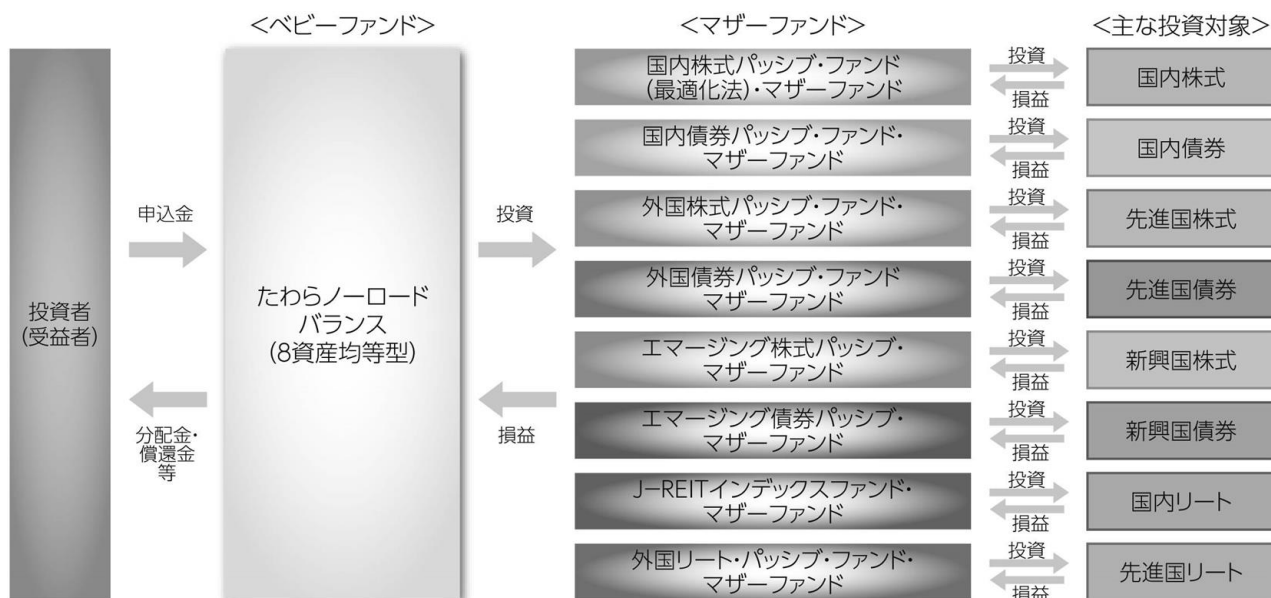 <ベビーファンド>
<マザーファンド>
<主な投資対象>
投資者
(受益者)
申込金
分配金・
償還金
等
たわらノーロード
バランス
(8資産均等型)
投資
損益
国内株式パッシブ・ファンド
(最適化法)・マザーファンド
投資
損益
国内株式
国内債券パッシブ・ファンド・
マザーファンド
投資
損益
国内債券
外国株式パッシブ・ファンド・
マザーファンド
投資
損益
先進国株式
外国債券パッシブ・ファンド
マザーファンド
投資
損益
先進国債券
エマージング株式パッシブ・
マザーファンド
投資
損益
新興国株式
エマージング債券パッシブ・
マザーファンド
投資
損益
新興国債券
J-REITインデックスファンド・
マザーファンド
投資
損益
国内リート
外国リート・パッシブ・ファンド・
マザーファンド
投資
損益
先進国リート